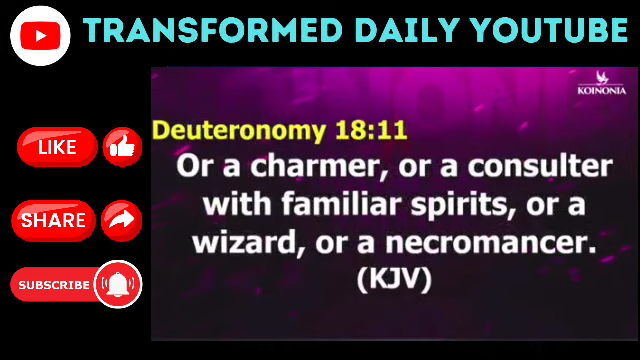 TRANSFORMED DAILY YOUTUBE
KOINONIA
Deuteronomy 18:11
Or a charmer, or a consulter
with familiar spirits, or a
wizard, or a necromancer.
(KJV)
LIKE
SHARE
SUBSCRIBE